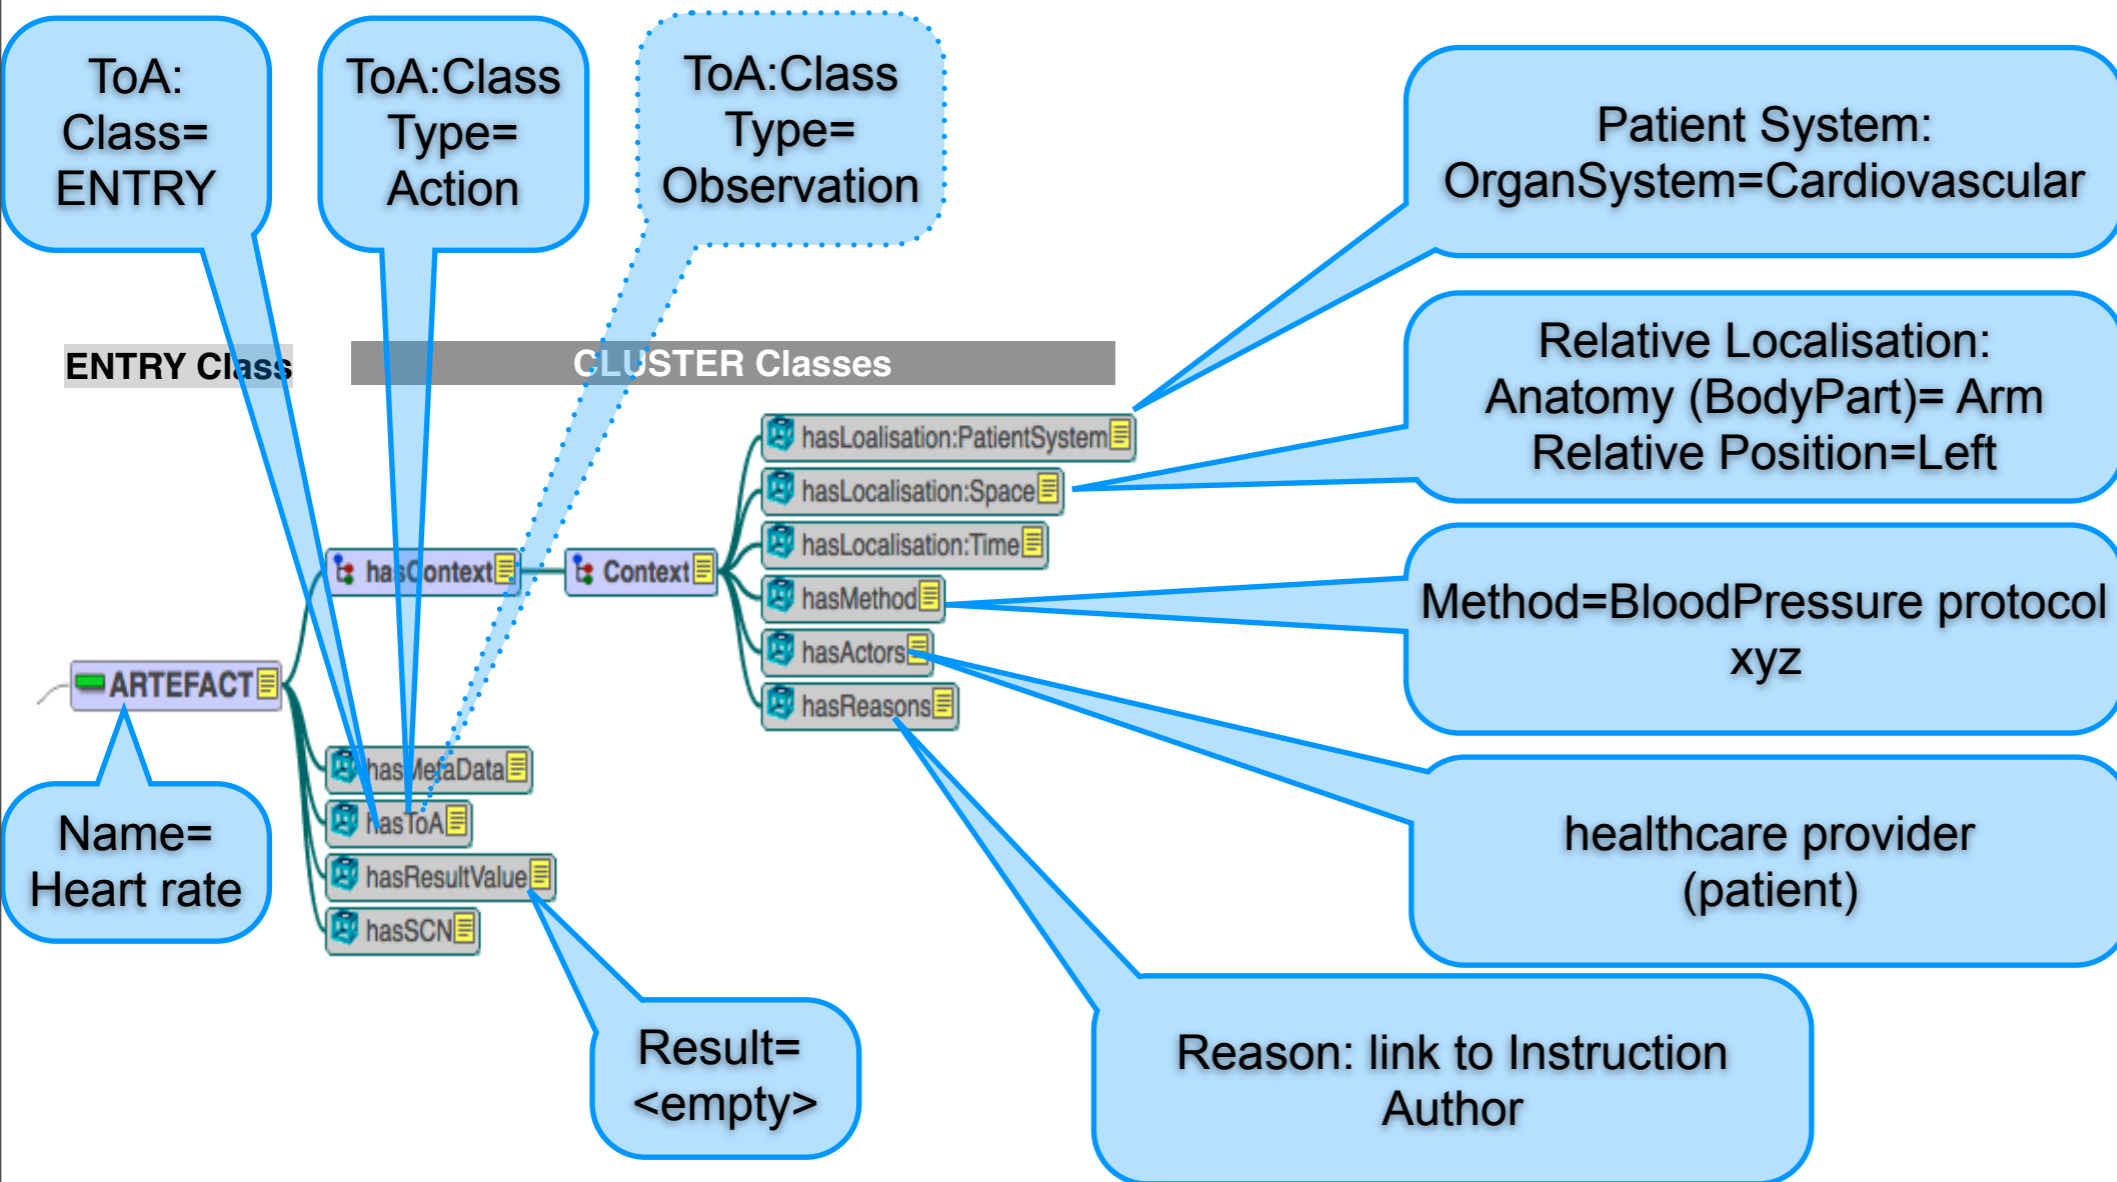 ToA:
Class=
ENTRY
ToA:Class
Type=
Action
ToA:Class
Type=
Observation
Patient System:
OrganSystem=Cardiovascular
Relative Localisation:
Anatomy (BodyPart)= Arm
Relative Position=Left
ENTRY Class
CLUSTER Classes
hasLoalisation:PatientSystem
hasLocalisation:Space
hasLocalisation:Time
hasContext
Context
hasMethod
hasActors
hasReasons
Method=BloodPressure protocol
xyz
ARTEFACT
hasMetaData
hasToA
hasResultValue
hasSCN
Name=
Heart rate
healthcare provider
(patient)
Result=
<empty>
Reason: link to Instruction
Author